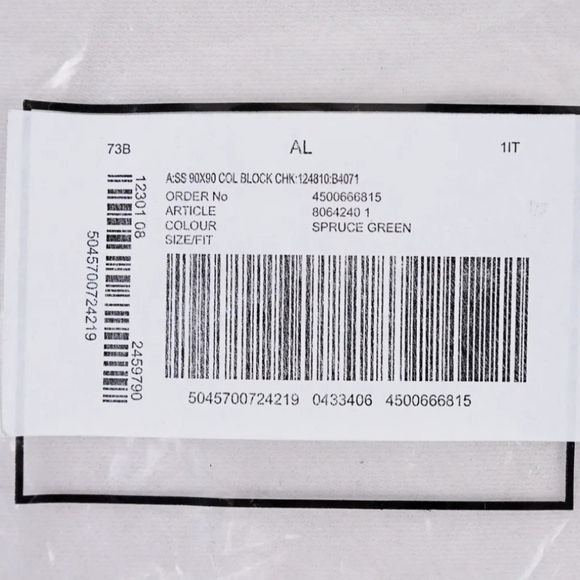 73B AL 1IT
A:SS 90X90 COL BLOCK CHK:124810:B4071
ORDER No 4500666815
ARTICLE 8064240 1
COLOUR SPRUCE GREEN
SIZE/FIT
5045700724219 0433406 4500666815
12301 08 2459790
5045700724219